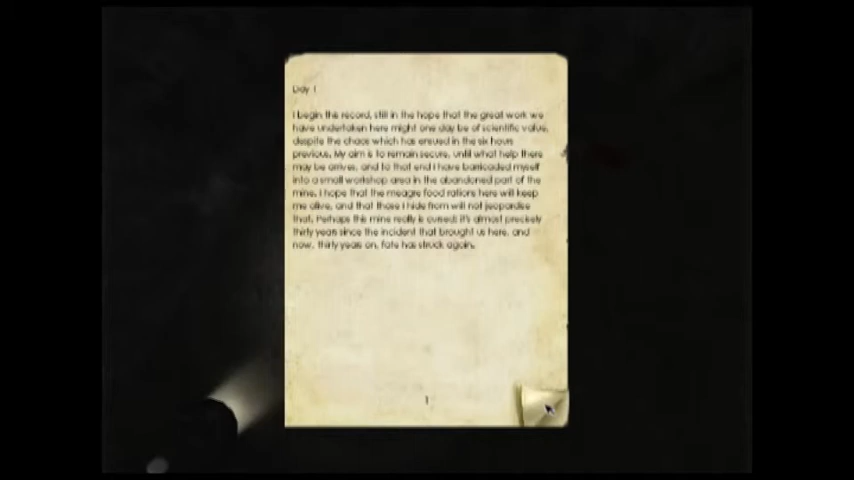 Day 1
I begin this record, still in the hope that the great work we
have undertaken here might one day be of scientific value,
despite the chaos which has ensued in the six hours
previous. My aim is to remain secure, until what help there
may be arrives, and to that end I have barricaded myself
into a small workshop area in the abandoned part of the
mine. I hope that the meagre food rations here will keep
me alive, and that those I hide from will not jeopardise
that. Perhaps this mine really is cursed; it's almost precisely
thirty years since the incident that brought us here, and
now, thirty years on, fate has struck again.
1